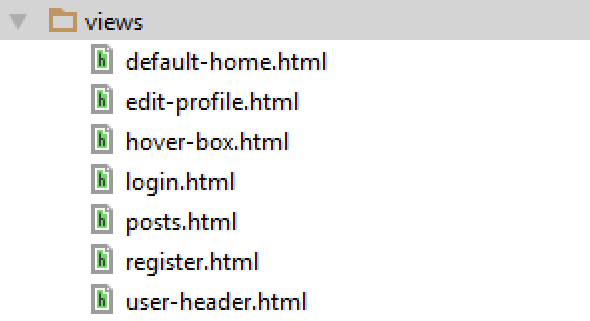 views
default-home.html
edit-profile.html
hover-box.html
login.html
posts.html
register.html
user-header.html